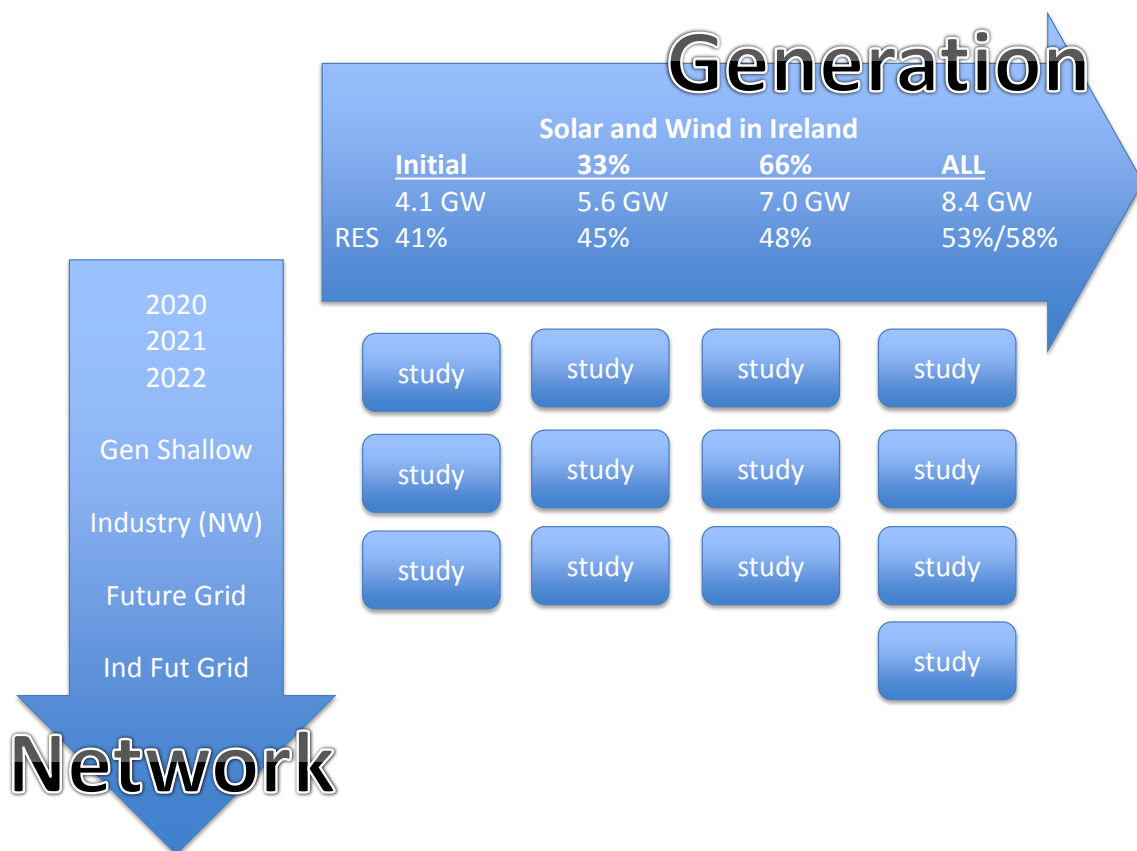 Generation
Solar and Wind in Ireland
Initial 33% 66% ALL
4.1 GW 5.6 GW 7.0 GW 8.4 GW
RES 41% 45% 48% 53%/58%
2020
2021
2022
Gen Shallow
Industry (NW)
Future Grid
Ind Fut Grid
Network
study study study study
study study study study
study study study study
study